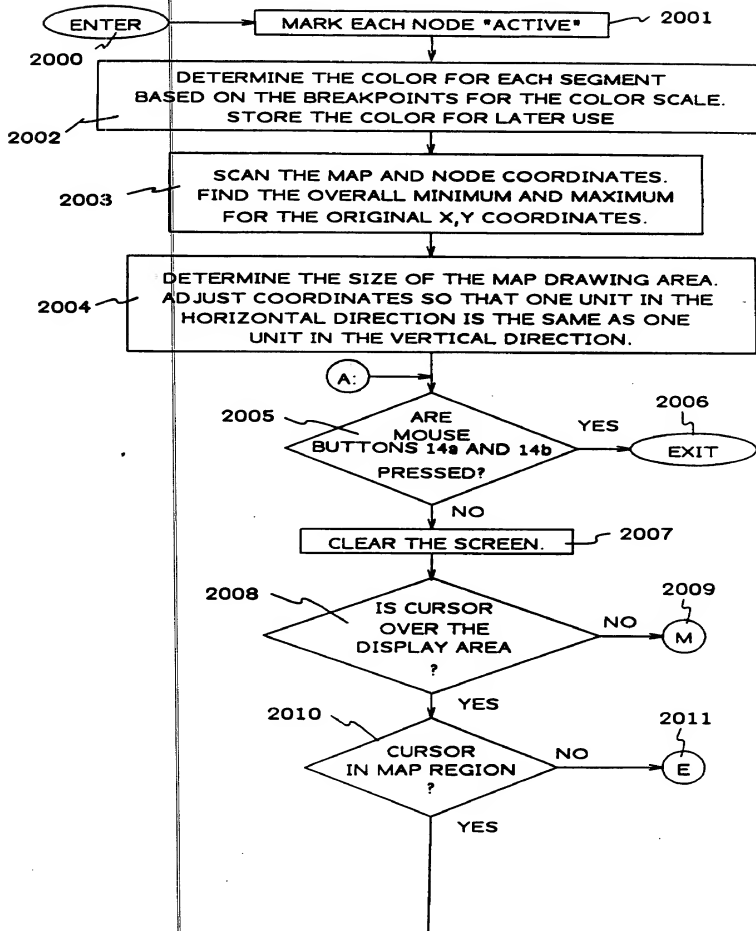 ENTER
2000
MARK EACH NODE "ACTIVE"
2001
DETERMINE THE COLOR FOR EACH SEGMENT
BASED ON THE BREAKPOINTS FOR THE COLOR SCALE.
STORE THE COLOR FOR LATER USE
2002
SCAN THE MAP AND NODE COORDINATES.
FIND THE OVERALL MINIMUM AND MAXIMUM
FOR THE ORIGINAL X,Y COORDINATES.
2003
DETERMINE THE SIZE OF THE MAP DRAWING AREA.
ADJUST COORDINATES SO THAT ONE UNIT IN THE
HORIZONTAL DIRECTION IS THE SAME AS ONE
UNIT IN THE VERTICAL DIRECTION.
2004
A:
2005
ARE
MOUSE
BUTTONS 14a AND 14b
PRESSED?
YES
2006
EXIT
NO
CLEAR THE SCREEN.
2007
2008
IS CURSOR
OVER THE
DISPLAY AREA
?
NO
2009
M
YES
2010
CURSOR
IN MAP REGION
?
NO
2011
E
YES